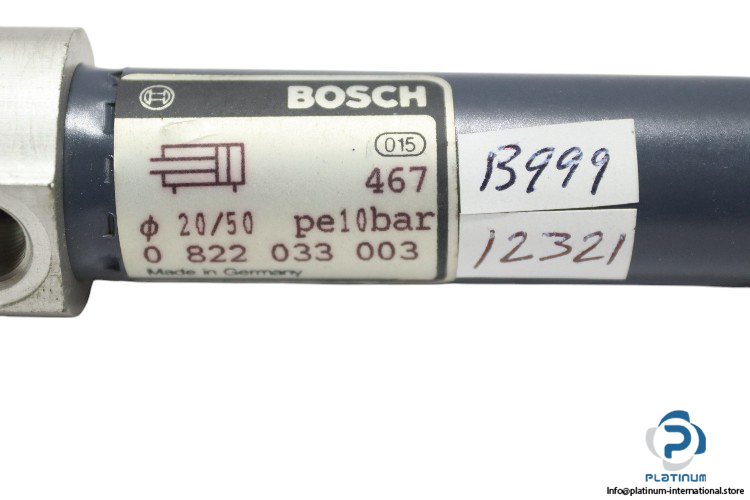 BOSCH
015
467
ϕ 20/50 pe10bar
0 822 033 003
Made in Germany
B999
12321
PLATINUM
Info@platinum-international.store